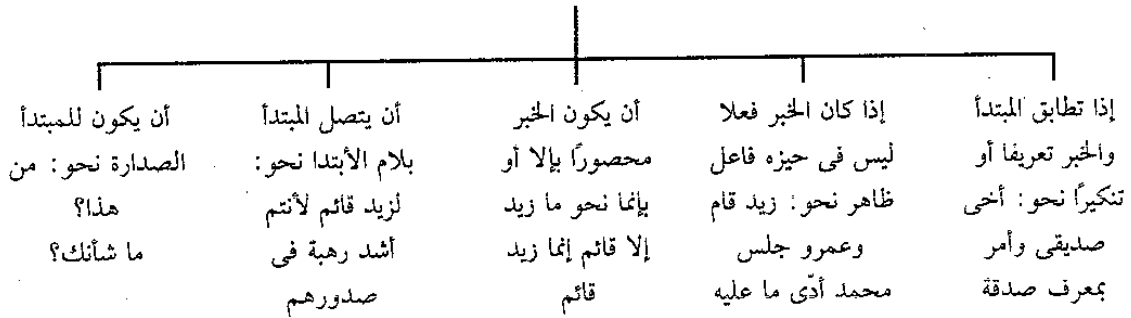 إذا تطابق المبتدأ
والخبر تعريفا أو
تنكيرًا نحو: أخى
صديقى وأمر
بمعرف صدقة
إذا كان الخبر فعلا
ليس فى حيزه فاعل
ظاهر نحو: زيد قام
وعمرو جلس
محمد أدّى ما عليه
أن يكون الخبر
محصورًا بإلا أو
بإنما نحو ما زيد
إلا قائم إنما زيد
قائم
أن يتصل المبتدأ
بلام الأبتدا نحو:
لزيد قائم لأنتم
أشد رهبة فى
صدورهم
أن يكون للمبتدأ
الصدارة نحو: من
هذا؟
ما شأنك؟